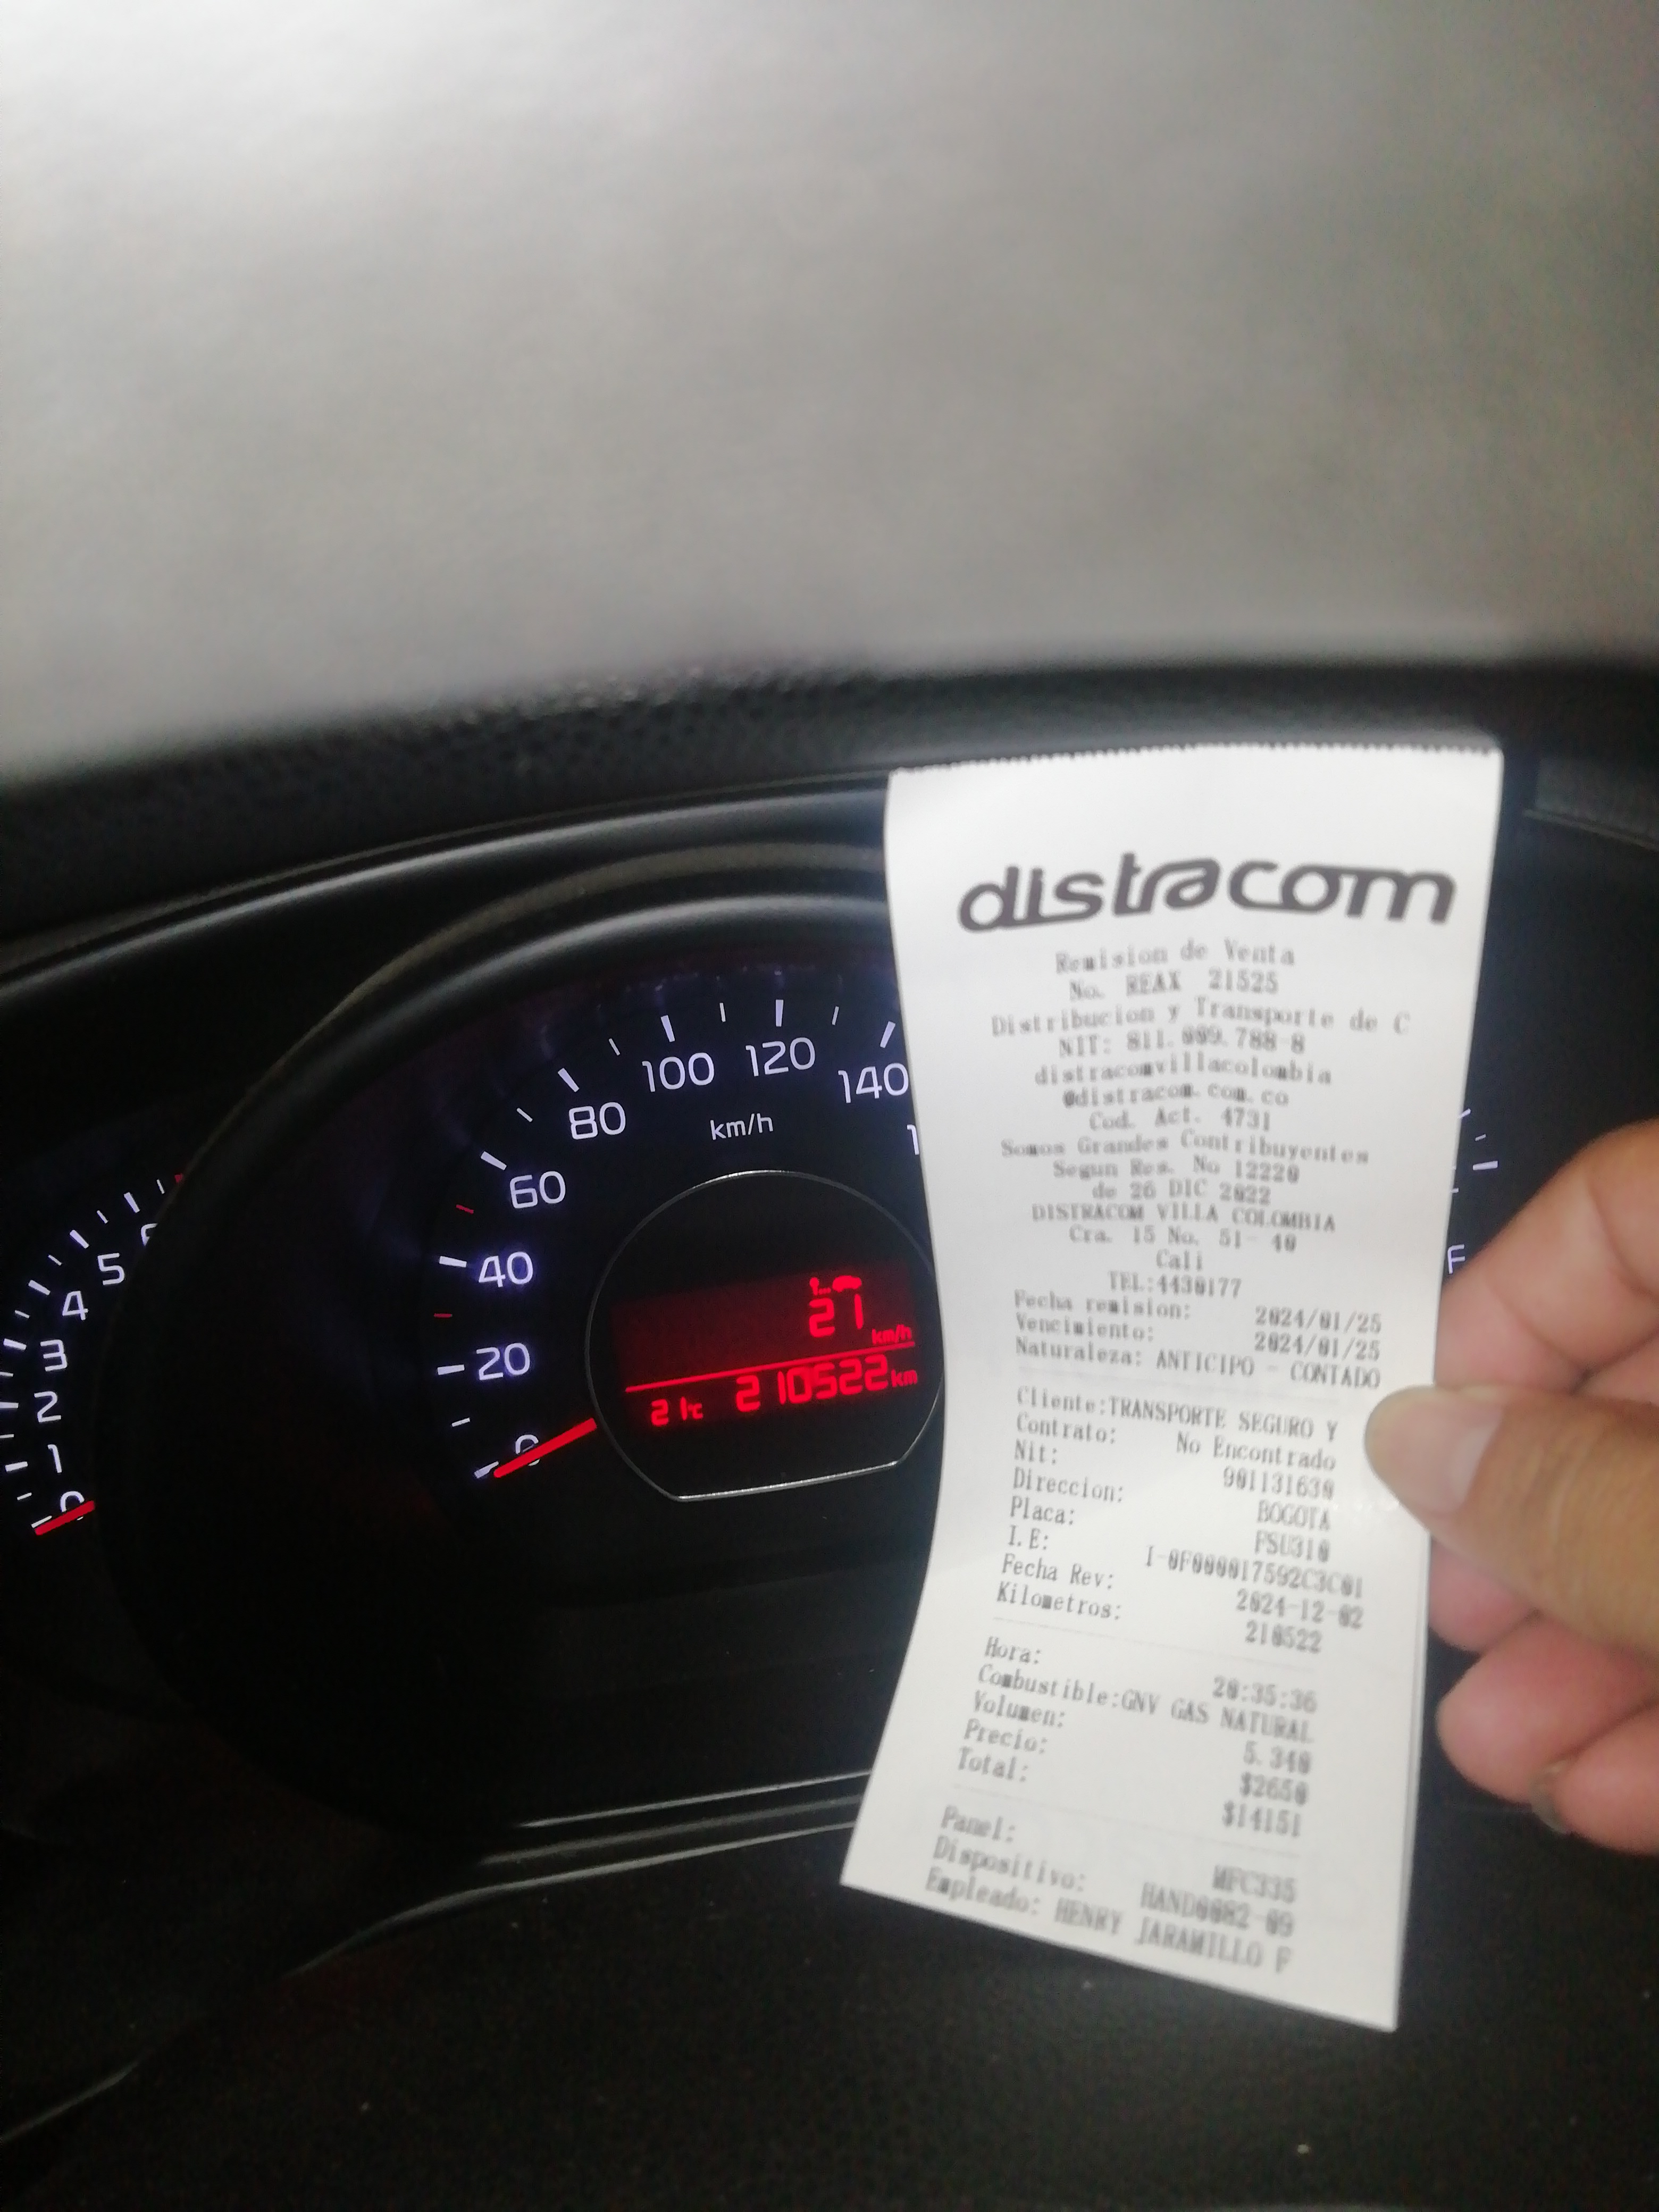 distracom
Remision de Venta
No. REAX 21525
Distribucion y Transporte de C
NIT: 811.009.788-8
distracomvillacolombia
@distracom.com.co
Cod. Act. 4731
Somos Grandes Contribuyentes
Segun Res. No 12220
de 26 DIC 2022
DISTRACOM VILLA COLOMBIA
Cra. 15 No. 51- 40
Cali
TEL:4430177
Fecha remision: 2024/01/25
Vencimiento: 2024/01/25
Naturaleza: ANTICIPO - CONTADO
Cliente:TRANSPORTE SEGURO Y
Contrato: No Encontrado
Nit: 901131630
Direccion: BOGOTA
Placa: FSU310
I.E: I-0F000017592C3C01
Fecha Rev: 2024-12-02
Kilometros: 210522
Hora: 20:35:36
Combustible:GNV GAS NATURAL
Volumen: 5.340
Precio: $2650
Total: $14151
Panel: MFC335
Dispositivo: HAND0082-09
Empleado: HENRY JARAMILLO F
0
1
2
3
4
5
6
0
20
40
60
80
100
120
140
1
km/h
27 km/h
21°C 210522 km
F